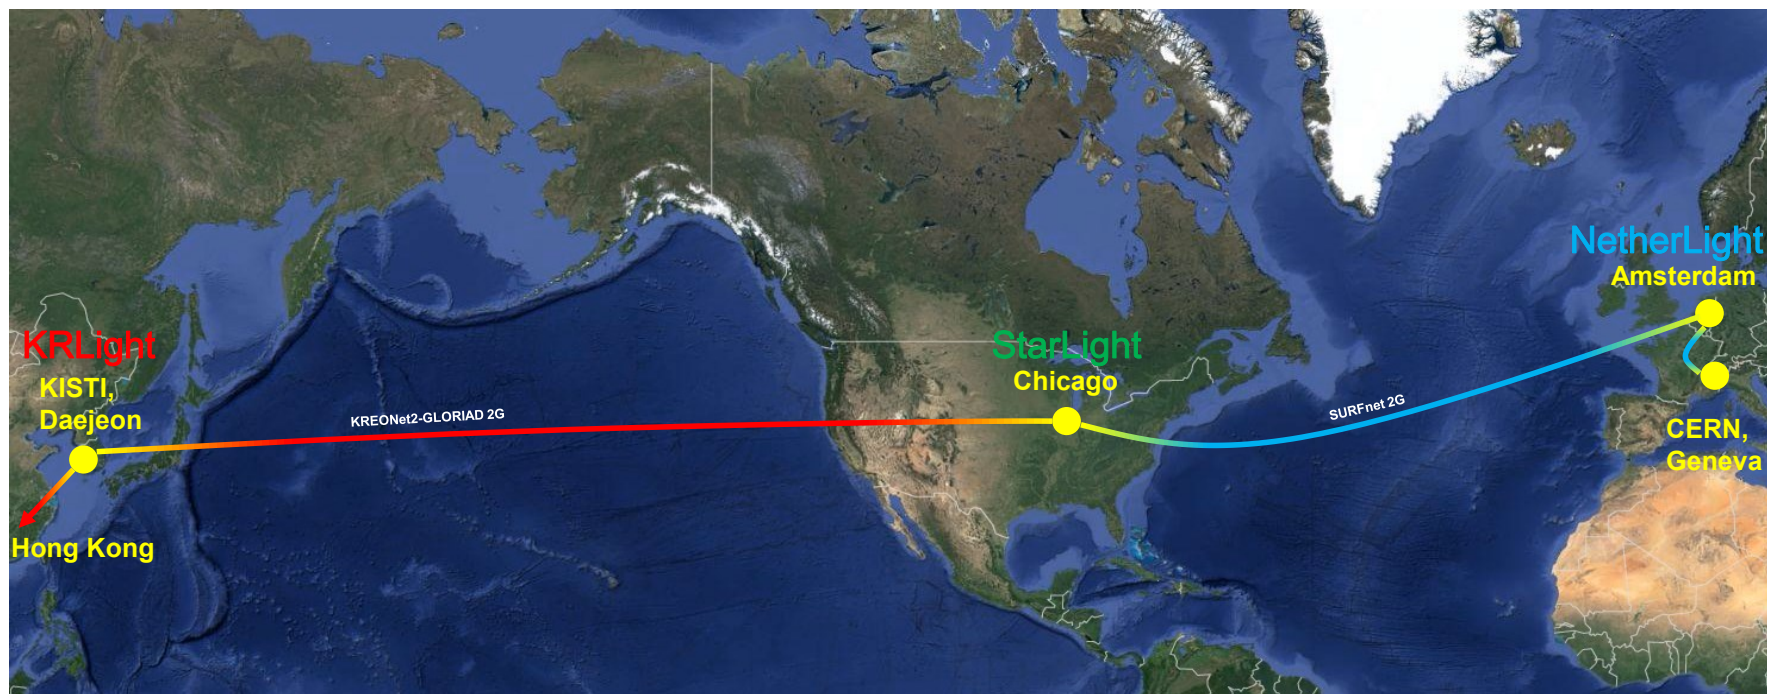 KRLight
KISTI,
Daejeon
Hong Kong
KREONet2-GLORIAD 2G
StarLight
Chicago
SURFnet 2G
NetherLight
Amsterdam
CERN,
Geneva